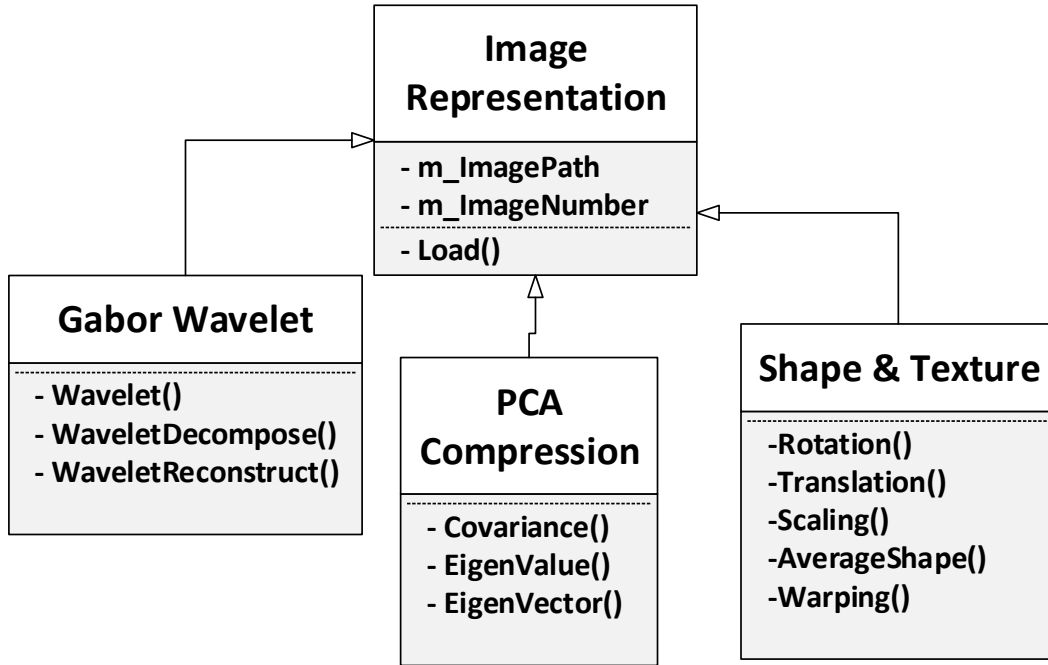 Image
Representation
- m_ImagePath
- m_ImageNumber
- Load()
Gabor Wavelet
- Wavelet()
- WaveletDecompose()
- WaveletReconstruct()
PCA
Compression
- Covariance()
- EigenValue()
- EigenVector()
Shape & Texture
-Rotation()
-Translation()
-Scaling()
-AverageShape()
-Warping()